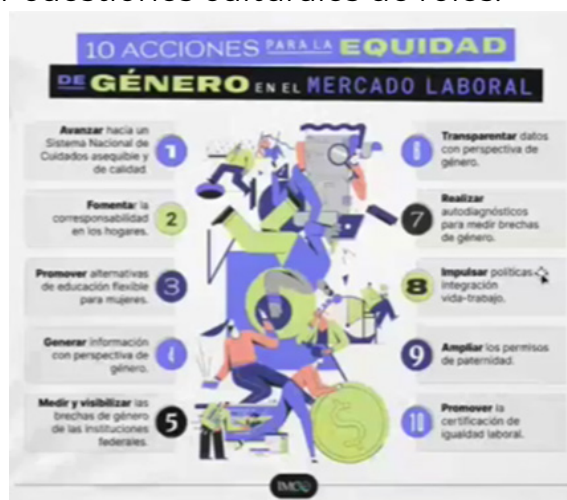 cuestiones culturales de roles.
10 ACCIONES PARA LA EQUIDAD
DE GÉNERO EN EL MERCADO LABORAL
Avanzar hacia un
Sistema Nacional de
Cuidados asequible y
de calidad.
1
Fomentar la
corresponsabilidad
en los hogares.
2
Promover alternativas
de educación flexible
para mujeres.
3
Generar información
con perspectiva de
género.
4
Medir y visibilizar las
brechas de género
de las instituciones
federales.
5
6
Transparentar datos
con perspectiva de
género.
7
Realizar
autodiagnósticos
para medir brechas
de género.
8
Impulsar políticas
integración
vida-trabajo.
9
Ampliar los permisos
de paternidad.
10
Promover la
certificación de
igualdad laboral.
$
IMCO